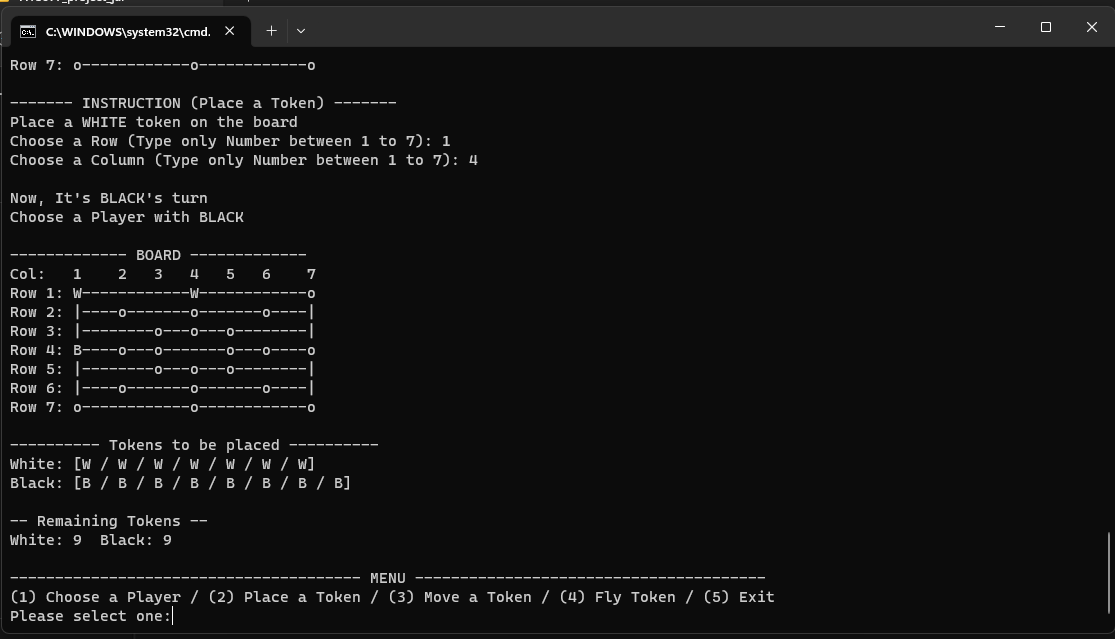 C:\WINDOWS\system32\cmd.
Row 7: o------------o------------o
------- INSTRUCTION (Place a Token) -------
Place a WHITE token on the board
Choose a Row (Type only Number between 1 to 7): 1
Choose a Column (Type only Number between 1 to 7): 4
Now, It's BLACK's turn
Choose a Player with BLACK
------------- BOARD -------------
Col:   1    2   3   4   5   6    7
Row 1: W------------W------------o
Row 2: |----o-------o-------o----|
Row 3: |--------o---o---o--------|
Row 4: B----o---o-------o---o----o
Row 5: |--------o---o---o--------|
Row 6: |----o-------o-------o----|
Row 7: o------------o------------o
---------- Tokens to be placed ----------
White: [W / W / W / W / W / W / W]
Black: [B / B / B / B / B / B / B / B]
-- Remaining Tokens --
White: 9  Black: 9
--------------------------------------- MENU ---------------------------------------
(1) Choose a Player / (2) Place a Token / (3) Move a Token / (4) Fly Token / (5) Exit
Please select one: